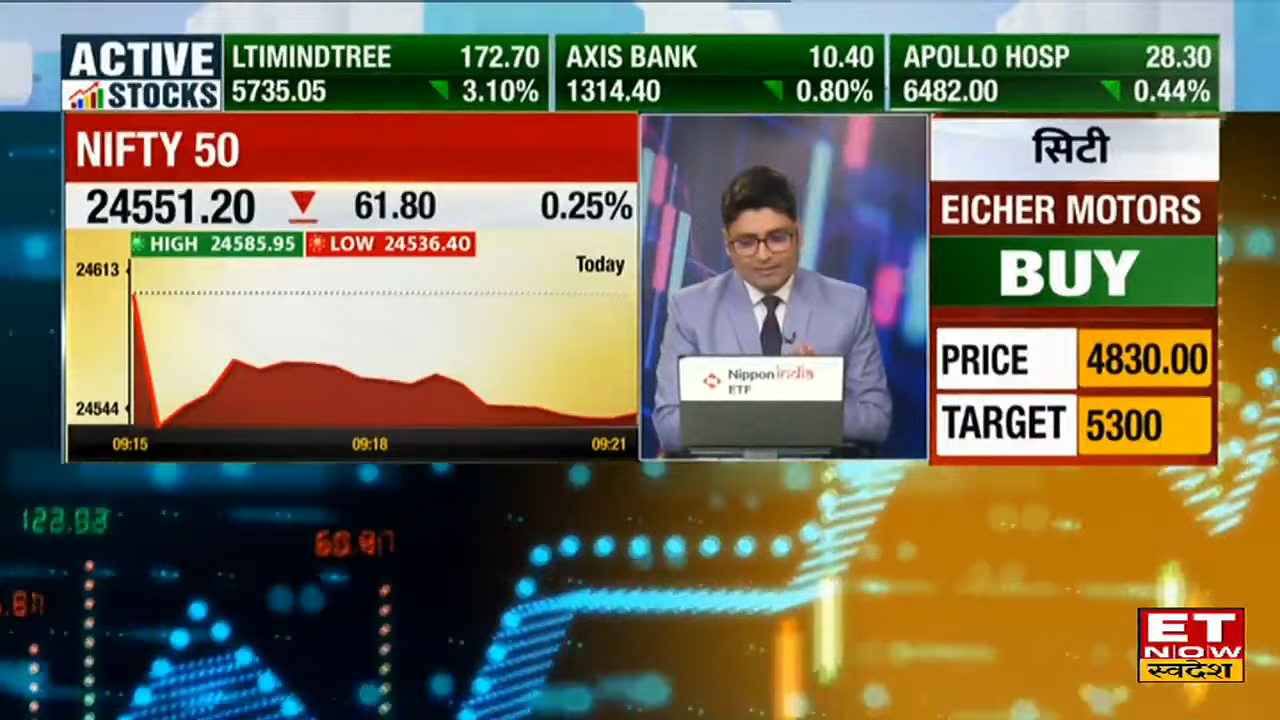 ACTIVE
STOCKS
LTIMINDTREE 172.70
5735.05 3.10%
AXIS BANK 10.40
1314.40 0.80%
APOLLO HOSP 28.30
6482.00 0.44%
NIFTY 50
24551.20 61.80 0.25%
HIGH 24585.95 LOW 24536.40
Today
24613
24544
09:15 09:18 09:21
Nippon india
ETF
सिटी
EICHER MOTORS
BUY
PRICE 4830.00
TARGET 5300
ET
NOW
स्वदेश